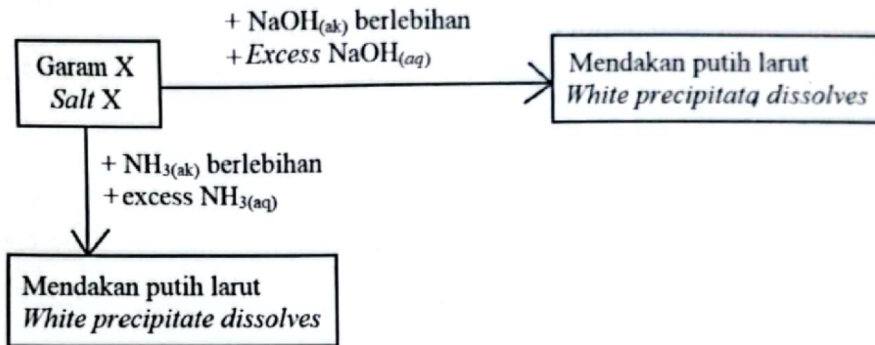 + NaOH(ak) berlebihan
+Excess NaOH(aq)
Garam X
Salt X
Mendakan putih larut
White precipitatq dissolves
+ NH3(ak) berlebihan
+excess NH3(aq)
Mendakan putih larut
White precipitate dissolves